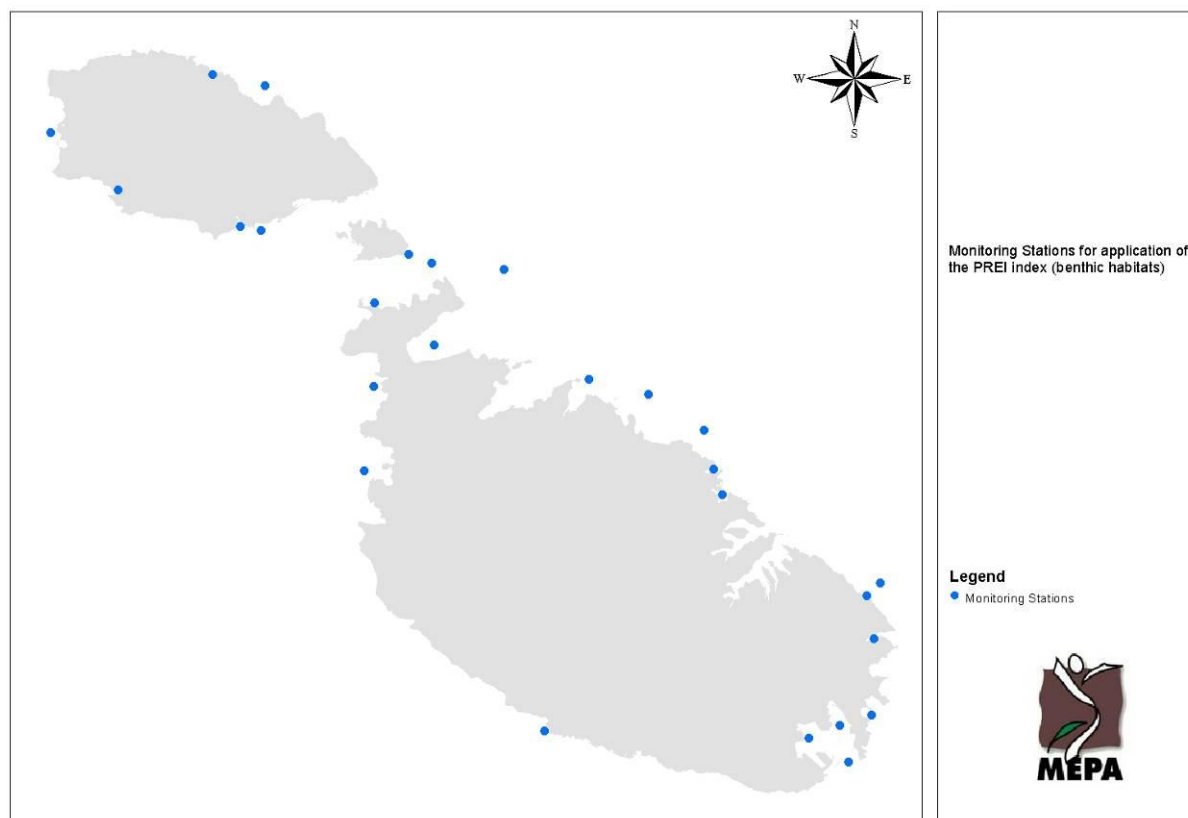 N
W
E
S
Monitoring Stations for application of
the PREI index (benthic habitats)
Legend
Monitoring Stations
MEPA